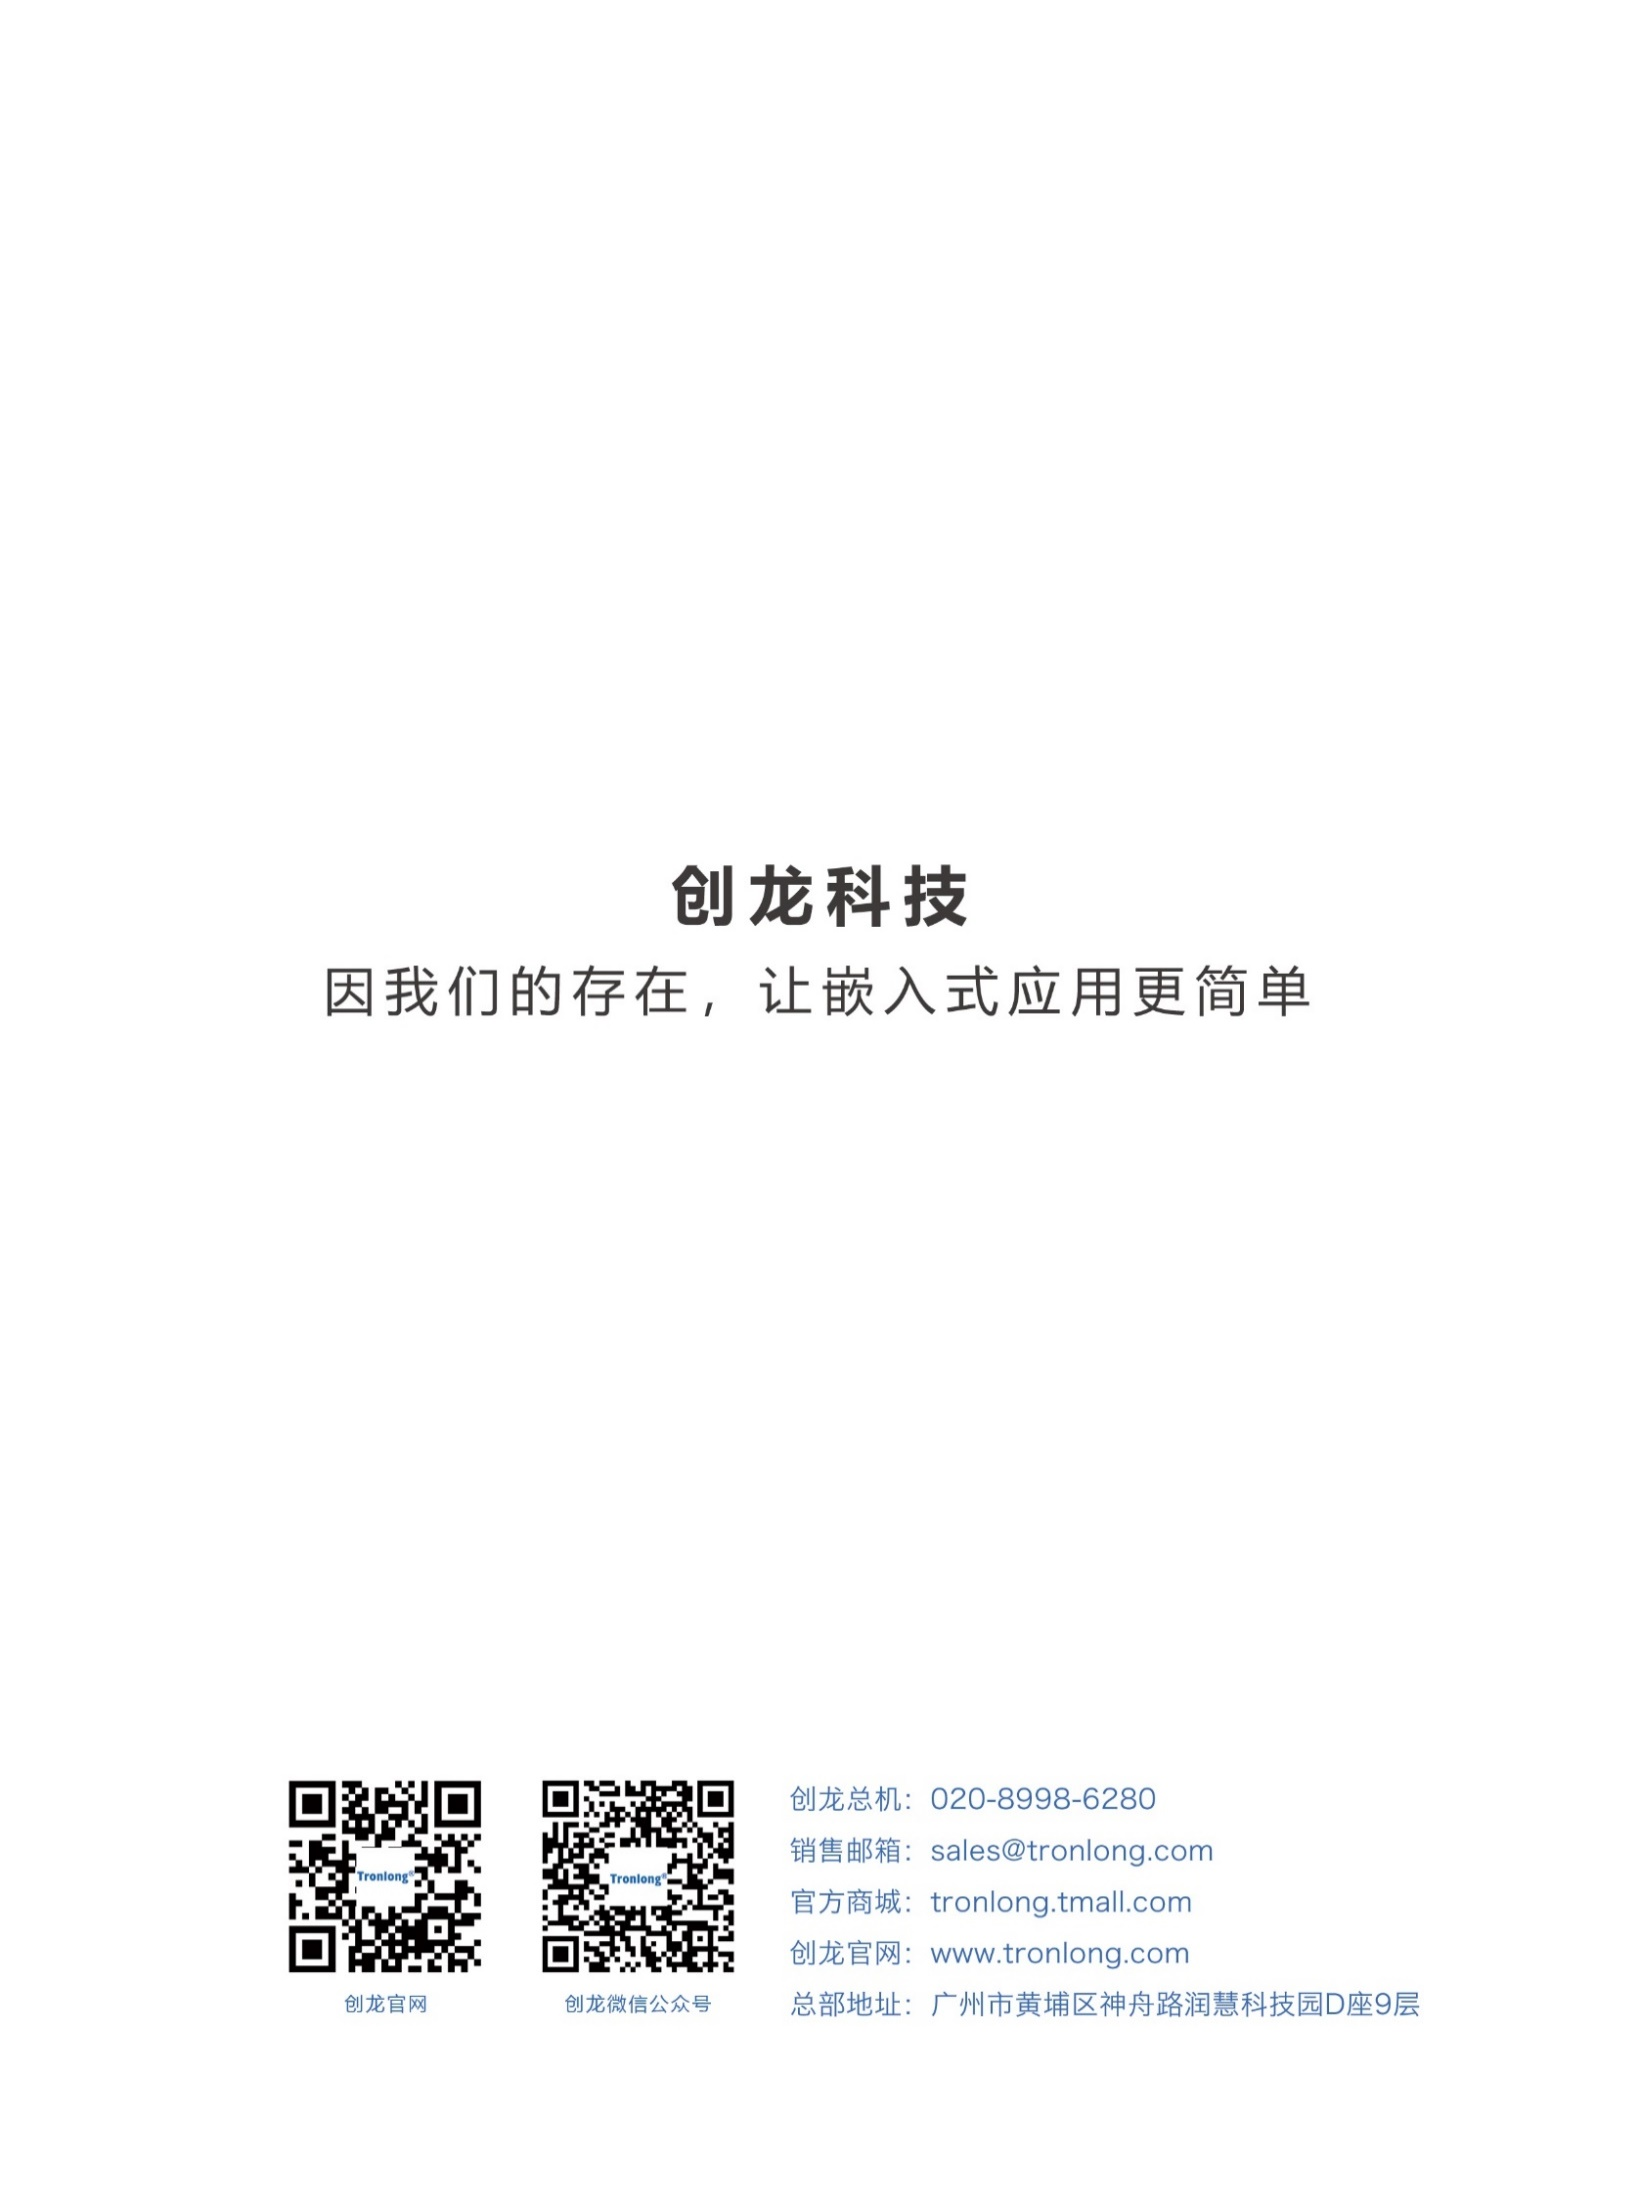 创龙科技
因我们的存在，让嵌入式应用更简单
Tronlong®
创龙官网
Tronlong®
创龙微信公众号
创龙总机：020-8998-6280
销售邮箱：sales@tronlong.com
官方商城：tronlong.tmall.com
创龙官网：www.tronlong.com
总部地址：广州市黄埔区神舟路润慧科技园D座9层